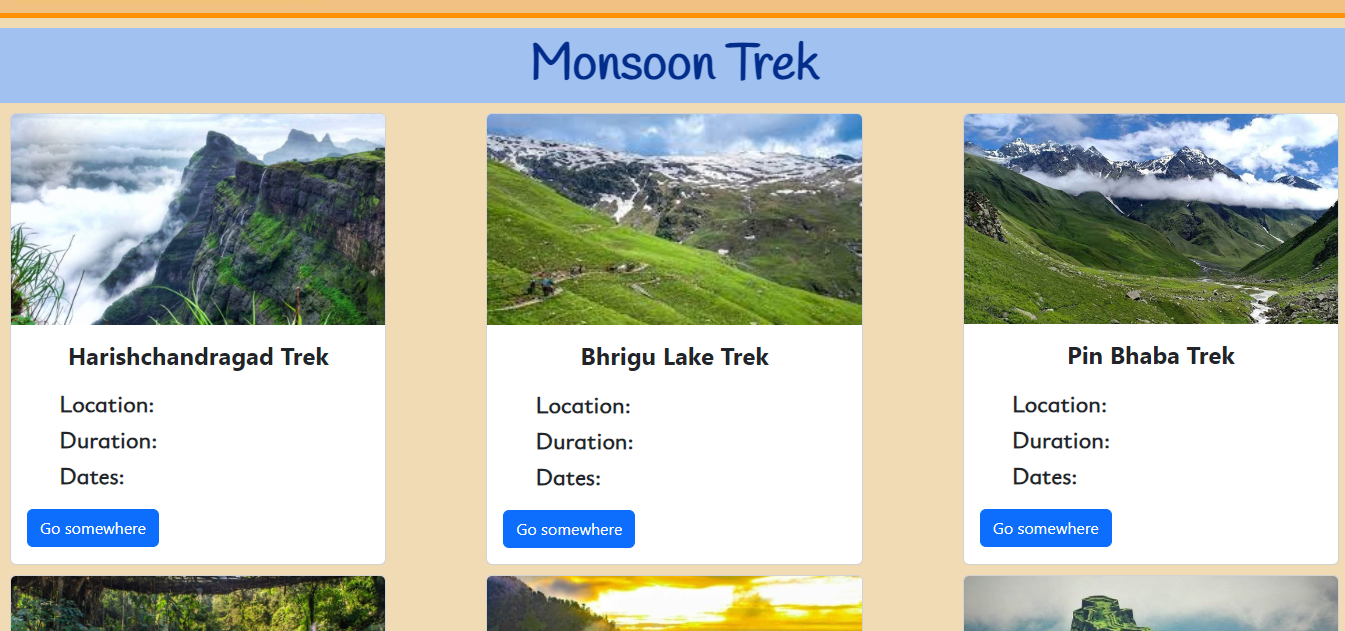 Monsoon Trek
Harishchandragad Trek
Location:
Duration:
Dates:
Go somewhere
Bhrigu Lake Trek
Location:
Duration:
Dates:
Go somewhere
Pin Bhaba Trek
Location:
Duration:
Dates:
Go somewhere